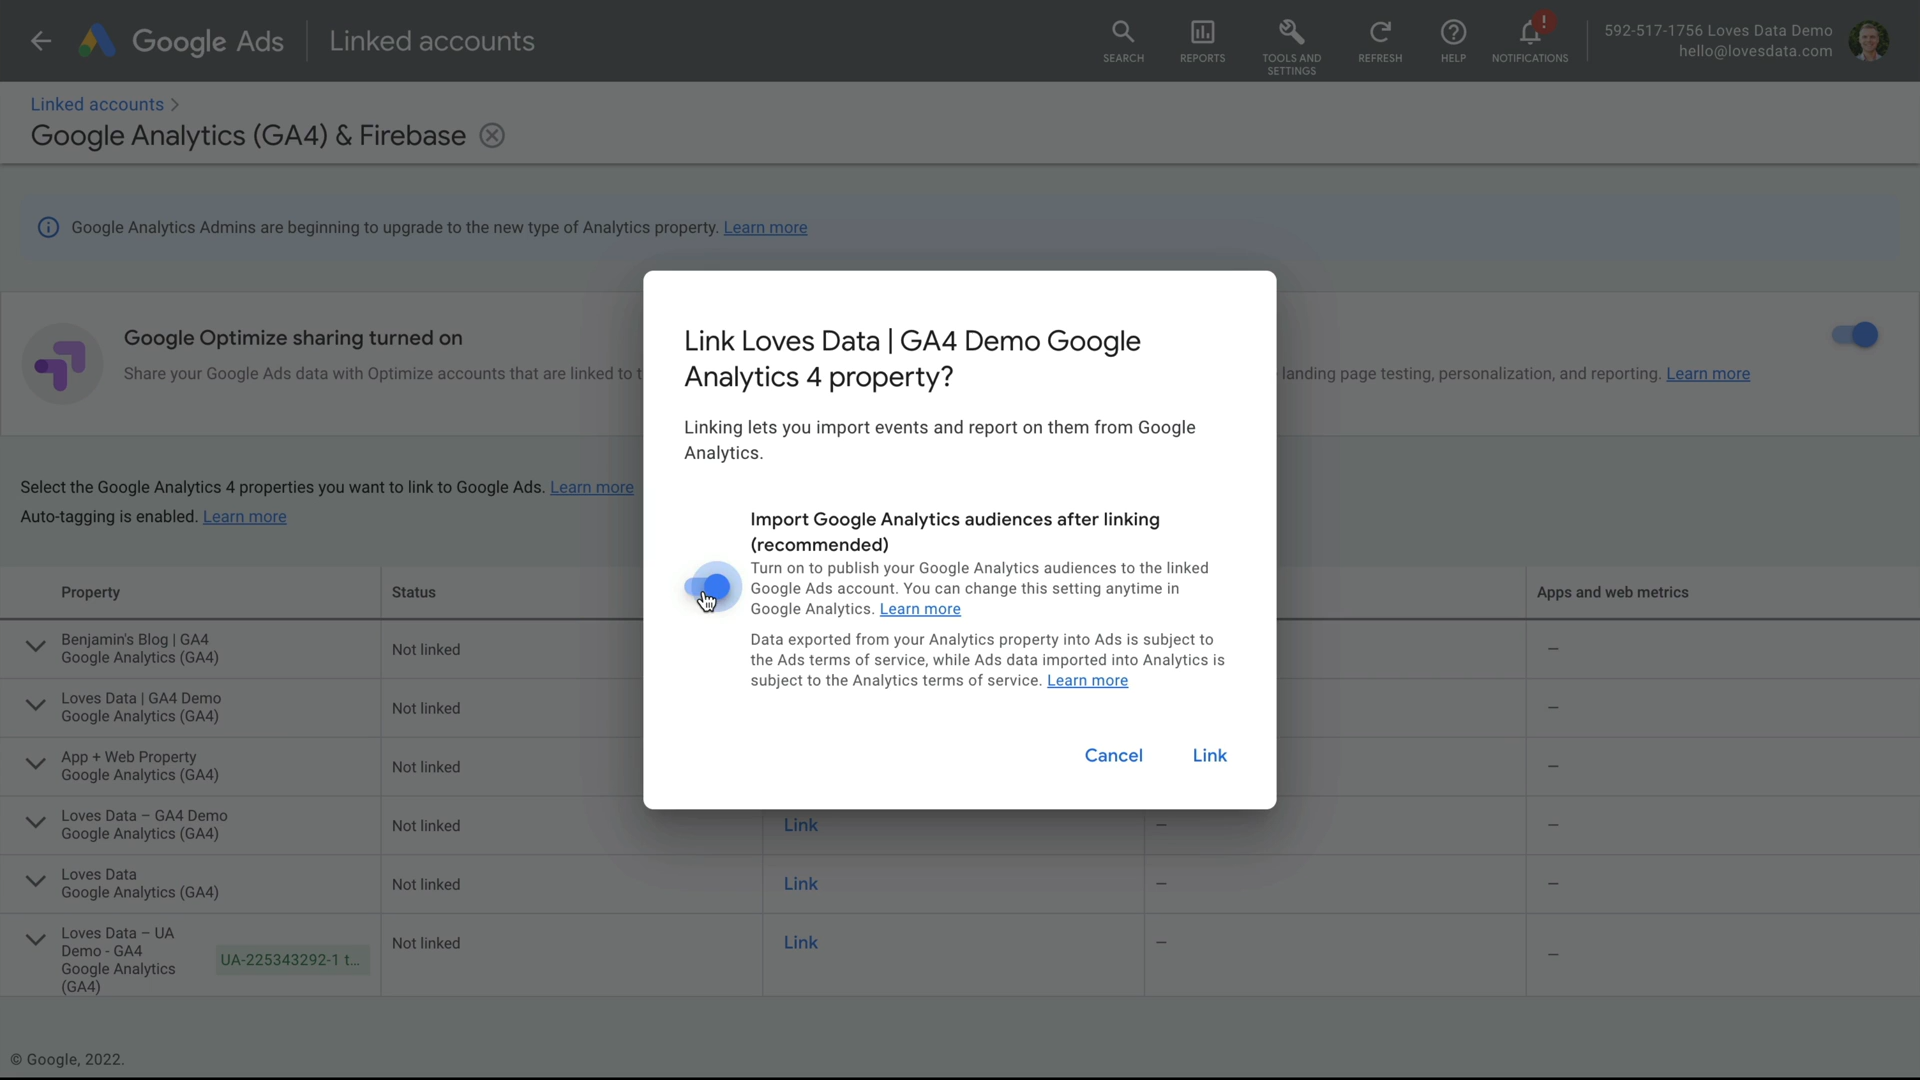 Google Ads
Linked accounts
SEARCH
REPORTS
TOOLS AND
SETTINGS
REFRESH
HELP
!
NOTIFICATIONS
592-517-1756 Loves Data Demo
hello@lovesdata.com
Linked accounts
Google Analytics (GA4) & Firebase
Google Analytics Admins are beginning to upgrade to the new type of Analytics property. Learn more
Google Optimize sharing turned on
Share your Google Ads data with Optimize accounts that are linked to t
landing page testing, personalization, and reporting. Learn more
Select the Google Analytics 4 properties you want to link to Google Ads. Learn more
Auto-tagging is enabled. Learn more
Link Loves Data | GA4 Demo Google
Analytics 4 property?
Linking lets you import events and report on them from Google
Analytics.
Import Google Analytics audiences after linking
(recommended)
Turn on to publish your Google Analytics audiences to the linked
Google Ads account. You can change this setting anytime in
Google Analytics. Learn more
Data exported from your Analytics property into Ads is subject to
the Ads terms of service, while Ads data imported into Analytics is
subject to the Analytics terms of service. Learn more
Cancel
Link
Property
Status
Apps and web metrics
Benjamin's Blog | GA4
Google Analytics (GA4)
Not linked
–
Loves Data | GA4 Demo
Google Analytics (GA4)
Not linked
–
App + Web Property
Google Analytics (GA4)
Not linked
–
Loves Data – GA4 Demo
Google Analytics (GA4)
Not linked
Link
–
–
Loves Data
Google Analytics (GA4)
Not linked
Link
–
–
Loves Data – UA
Demo - GA4
Google Analytics
(GA4)
UA-225343292-1 t...
Not linked
Link
–
–
© Google, 2022.